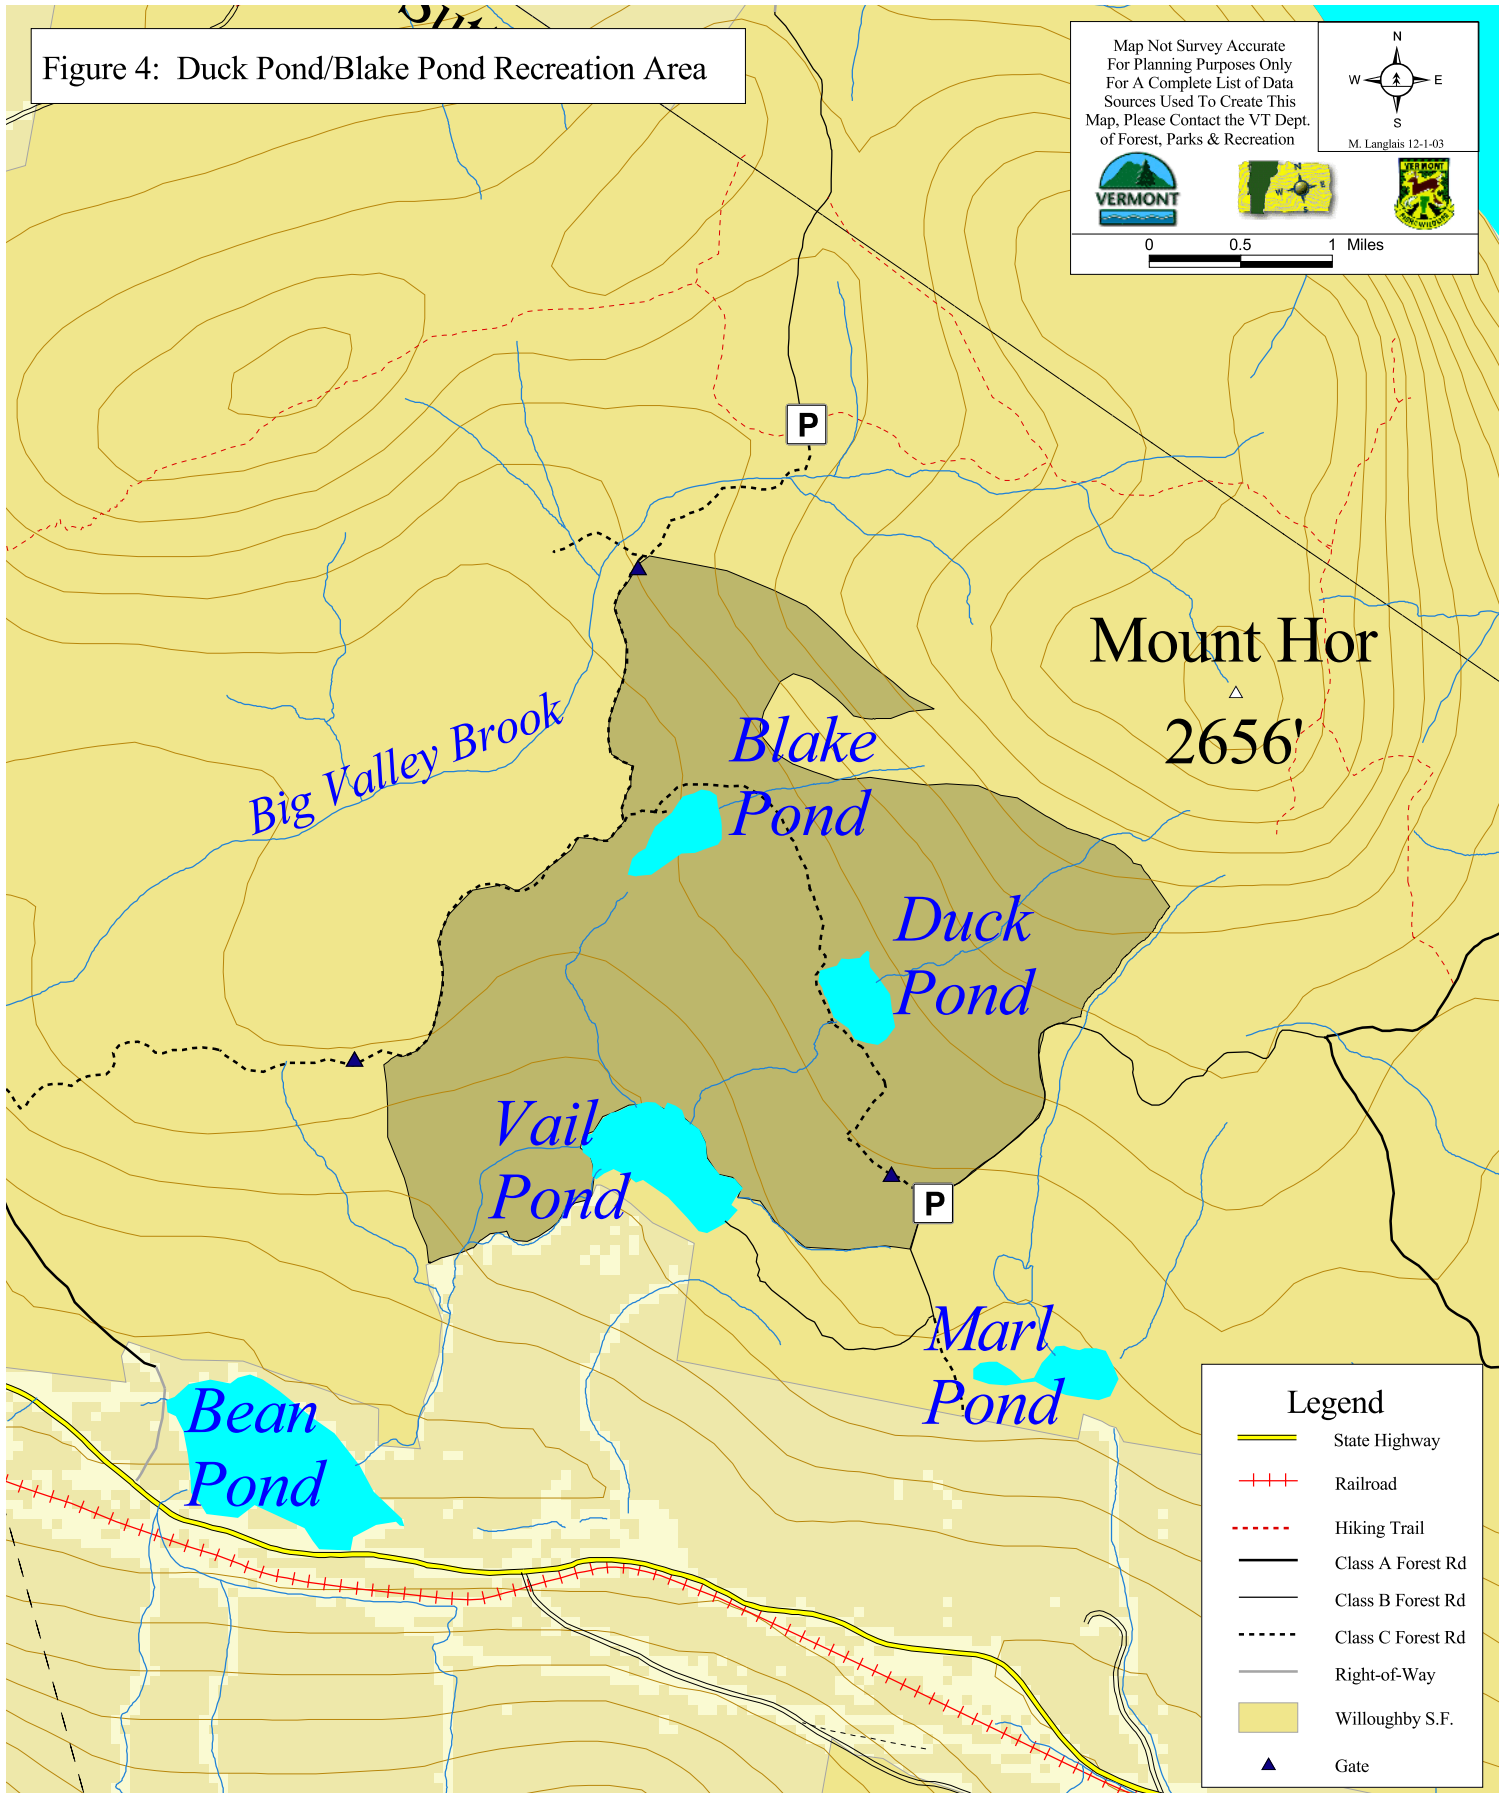 Figure 4: Duck Pond/Blake Pond Recreation Area
Map Not Survey Accurate
For Planning Purposes Only
For A Complete List of Data
Sources Used To Create This
Map, Please Contact the VT Dept.
of Forest, Parks & Recreation
N
W E
S
M. Langlais 12-1-03
VERMONT
N
W E
S
VERMONT
0 0.5 1 Miles
P
Mount Hor
2656'
Big Valley Brook
Blake
Pond
Duck
Pond
Vail
Pond
P
Marl
Pond
Bean
Pond
Legend
State Highway
Railroad
Hiking Trail
Class A Forest Rd
Class B Forest Rd
Class C Forest Rd
Right-of-Way
Willoughby S.F.
Gate